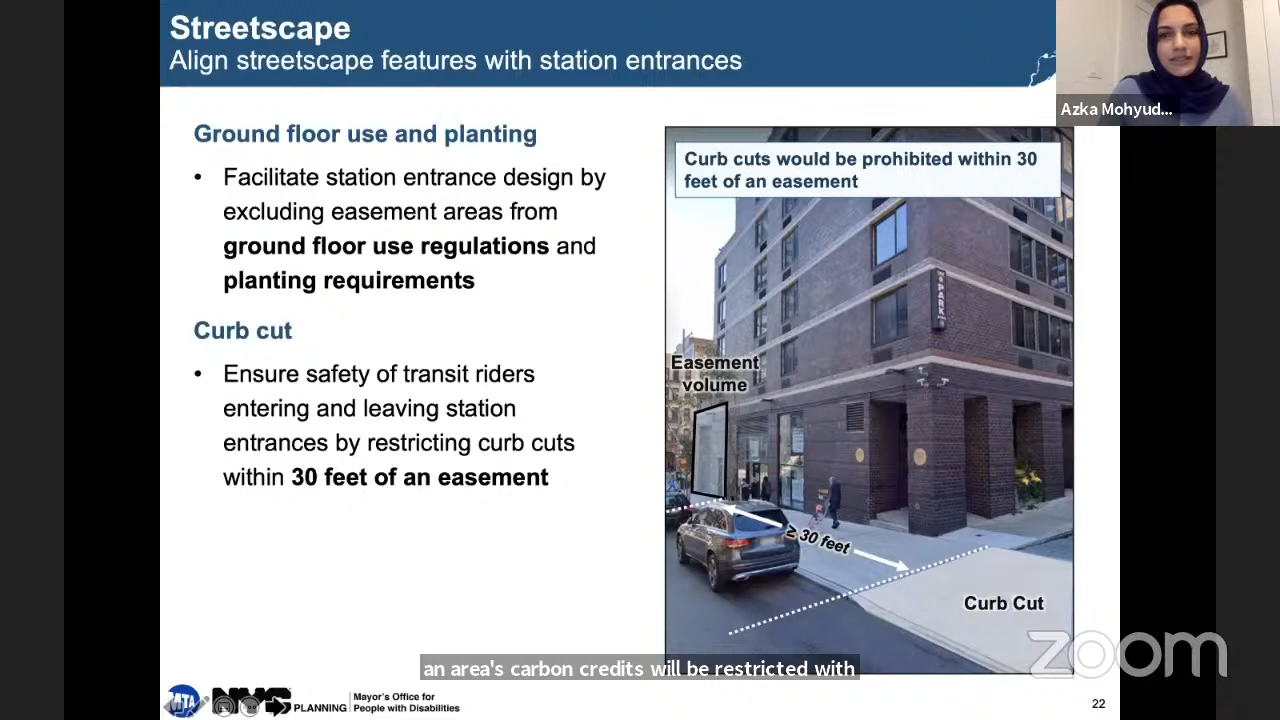 Streetscape
Align streetscape features with station entrances
Azka Mohyud...
Ground floor use and planting
• Facilitate station entrance design by
excluding easement areas from
ground floor use regulations and
planting requirements
Curb cut
• Ensure safety of transit riders
entering and leaving station
entrances by restricting curb cuts
within 30 feet of an easement
Curb cuts would be prohibited within 30
feet of an easement
PARK
Easement
volume
≥ 30 feet
Curb Cut
zoom
an area's carbon credits will be restricted with
MTA
NYC
PLANNING
Mayor's Office for
People with Disabilities
22